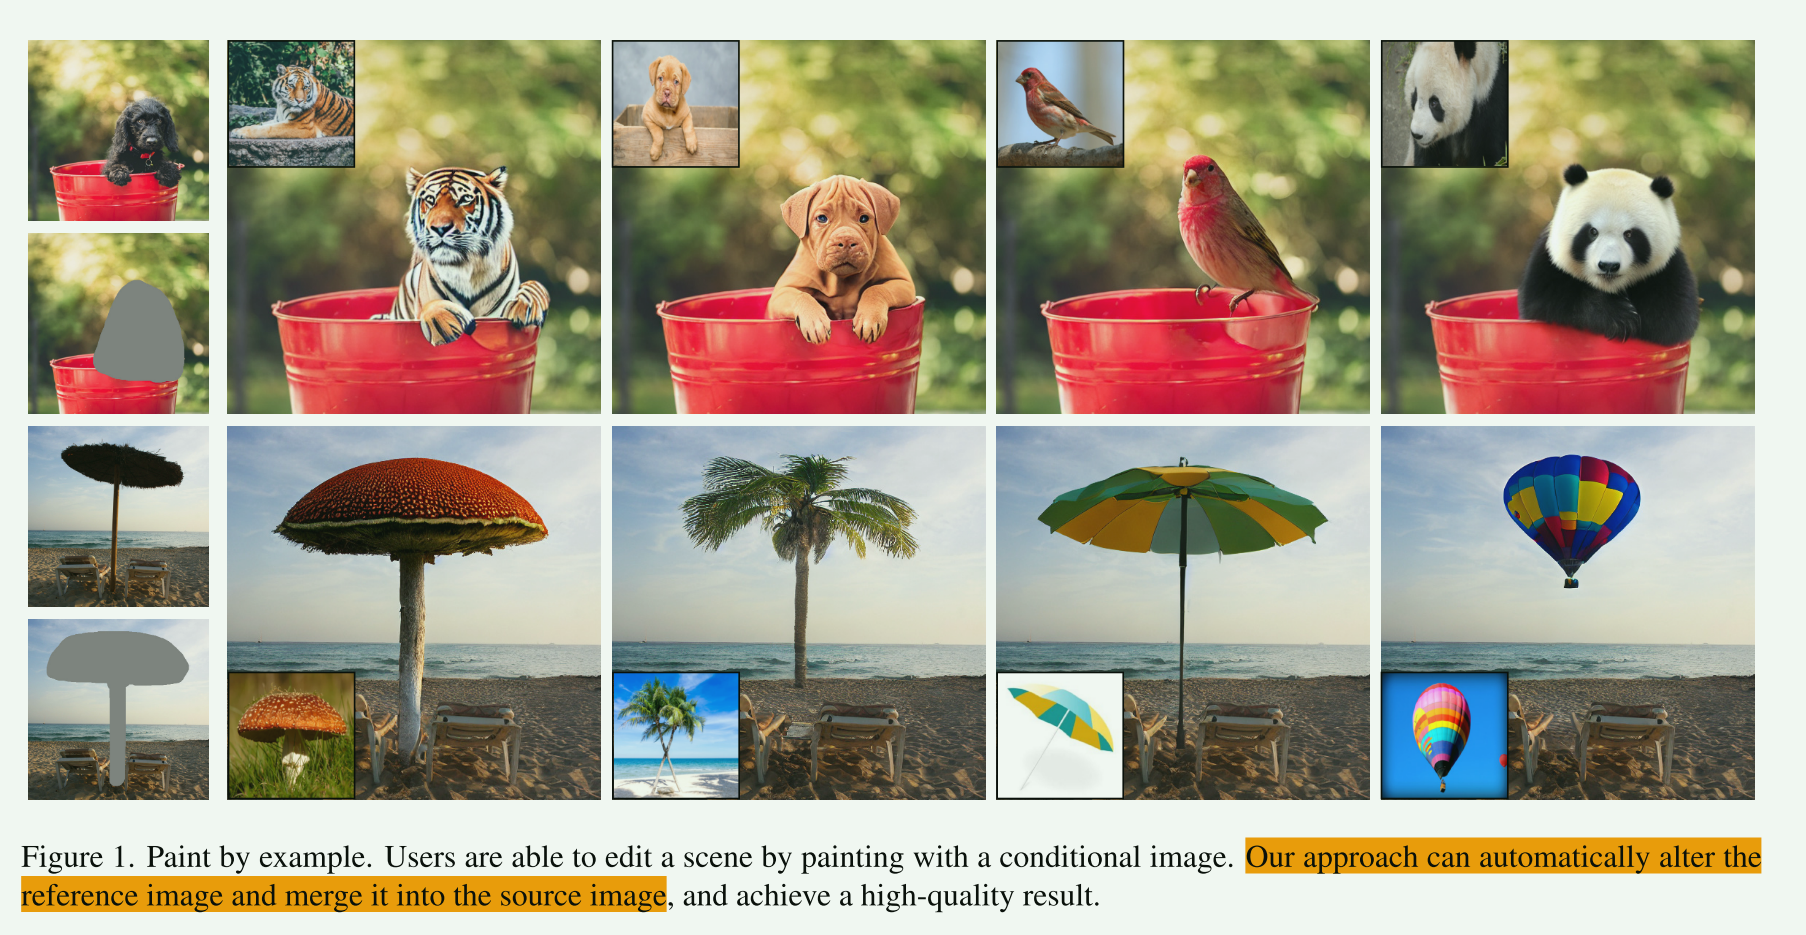 Figure 1. Paint by example. Users are able to edit a scene by painting with a conditional image. Our approach can automatically alter the
reference image and merge it into the source image, and achieve a high-quality result.